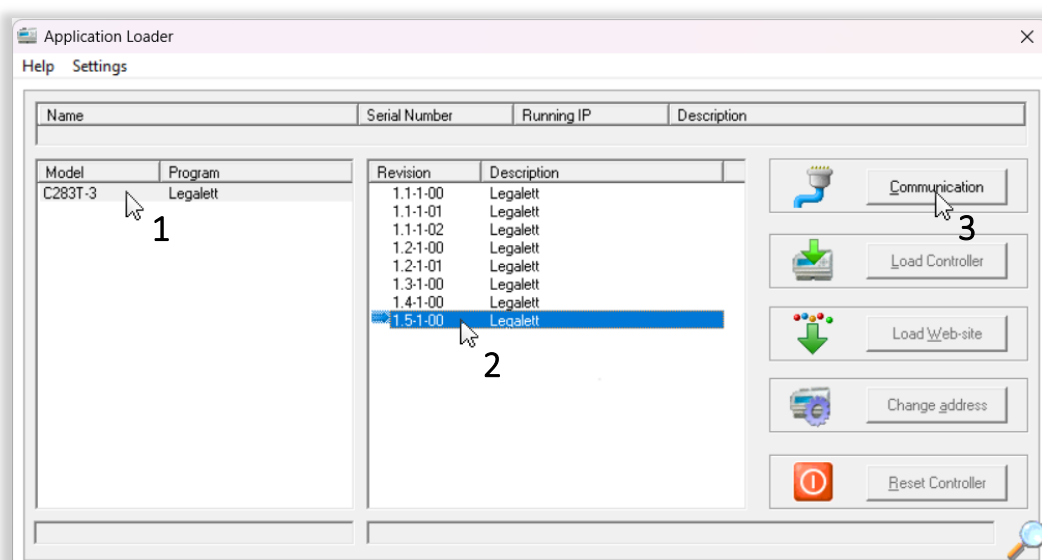 Application Loader
Help Settings
Name Serial Number Running IP Description
Model Program
C283T-3 Legalett
1
Revision Description
1.1-1-00 Legalett
1.1-1-01 Legalett
1.1-1-02 Legalett
1.2-1-00 Legalett
1.2-1-01 Legalett
1.3-1-00 Legalett
1.4-1-00 Legalett
1.5-1-00 Legalett
2
Communication
3
Load Controller
Load Web-site
Change address
Reset Controller